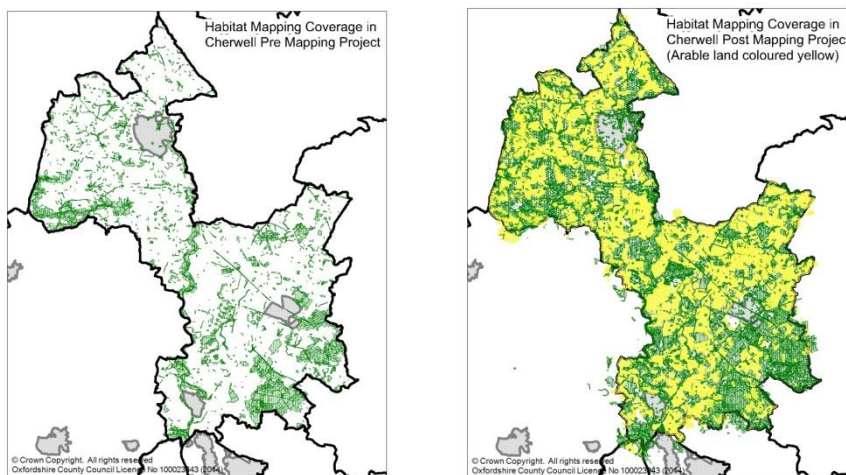 Habitat Mapping Coverage in
Cherwell Pre Mapping Project
© Crown Copyright. All rights reserved
Oxfordshire County Council Licence No 100023343 (2014)
Habitat Mapping Coverage in
Cherwell Post Mapping Project
(Arable land coloured yellow)
© Crown Copyright. All rights reserved
Oxfordshire County Council Licence No 100023343 (2014)